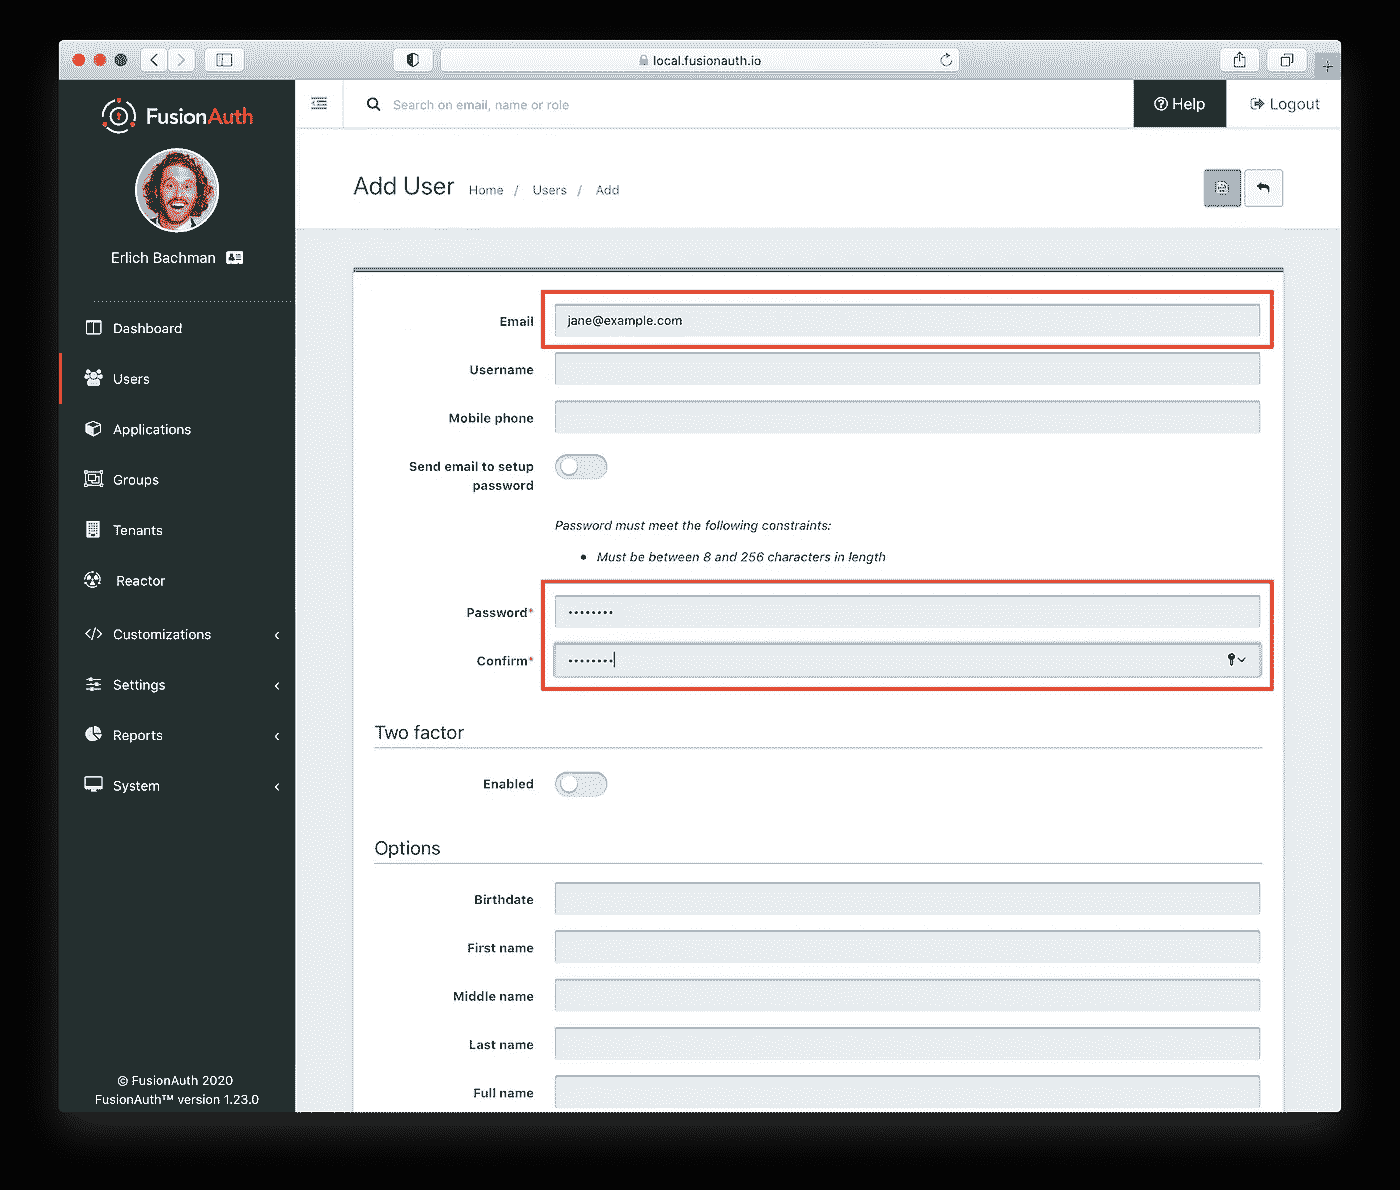 local.fusionauth.io
FusionAuth
Search on email, name or role
Help
Logout
Erlich Bachman
Dashboard
Users
Applications
Groups
Tenants
Reactor
Customizations
Settings
Reports
System
© FusionAuth 2020
FusionAuth™ version 1.23.0
Add User Home / Users / Add
Email jane@example.com
Username
Mobile phone
Send email to setup
password
Password must meet the following constraints:
• Must be between 8 and 256 characters in length
Password* ••••••••
Confirm* ••••••••
Two factor
Enabled
Options
Birthdate
First name
Middle name
Last name
Full name